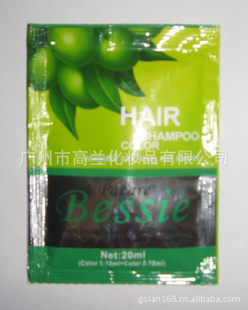 HAIR
SHAMPOO
COLOR
广州市高兰化妆品有限公司
Pacare
Bessie
Net:20ml
(Color 1:10ml+Color 2:10ml)
golan168.cn.alibaba.com